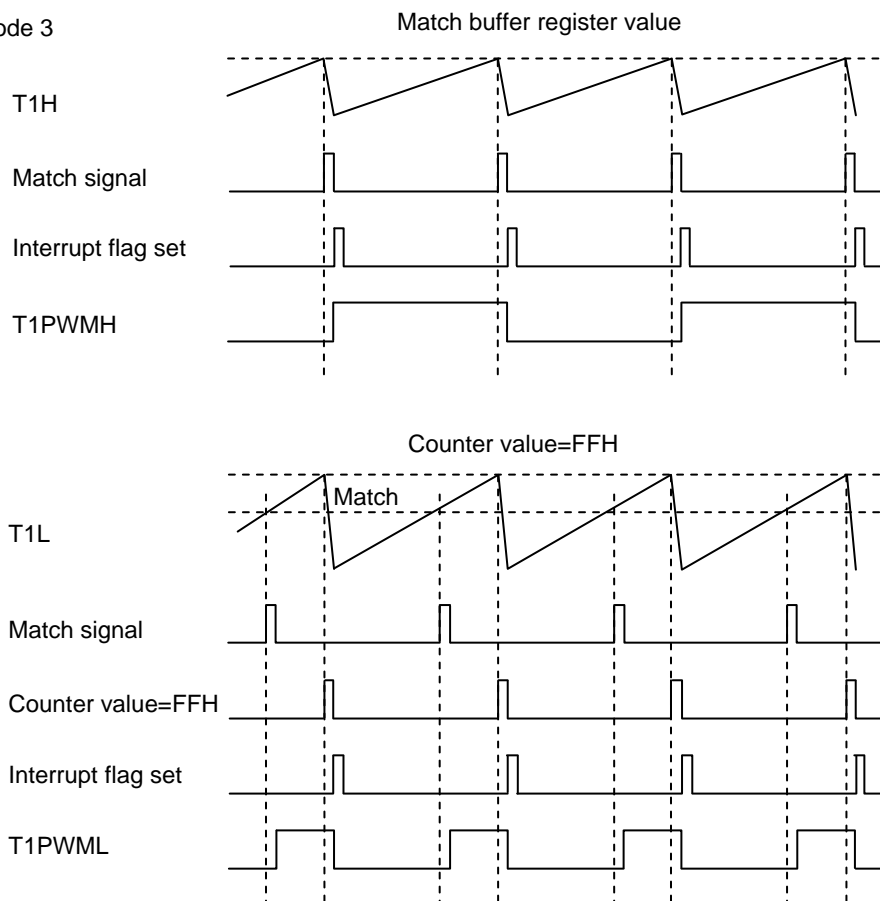 ode 3
Match buffer register value
T1H
Match signal
Interrupt flag set
T1PWMH
Counter value=FFH
Match
T1L
Match signal
Counter value=FFH
Interrupt flag set
T1PWML